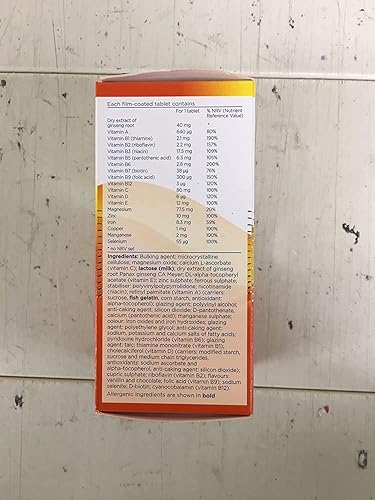 Each film-coated tablet contains
For 1 tablet % NRV (Nutrient
Reference Value)
Dry extract of
ginseng root 40 mg *
Vitamin A 640 µg 80%
Vitamin B1 (thiamine) 2.1 mg 190%
Vitamin B2 (riboflavin) 2.2 mg 157%
Vitamin B3 (niacin) 17.5 mg 109%
Vitamin B5 (pantothenic acid) 6.3 mg 105%
Vitamin B6 2.8 mg 200%
Vitamin B7 (biotin) 38 µg 76%
Vitamin B9 (folic acid) 300 µg 150%
Vitamin B12 3 µg 120%
Vitamin C 80 mg 100%
Vitamin D 6 µg 120%
Vitamin E 12 mg 100%
Magnesium 77.5 mg 20%
Zinc 10 mg 100%
Iron 8.3 mg 59%
Copper 1 mg 100%
Manganese 2 mg 100%
Selenium 55 µg 100%
* no NRV set
Ingredients: Bulking agent: microcrystalline
cellulose, magnesium oxide; calcium L-ascorbate
(vitamin C); lactose (milk), dry extract of ginseng
root Panax ginseng CA Meyer, DL-alpha-tocopheryl
acetate (vitamin E); zinc sulphate; ferrous sulphate;
stabiliser: polyvinylpolypyrrolidone, nicotinamide
(niacin); retinyl palmitate (vitamin A) (carriers:
sucrose, fish gelatin, corn starch, antioxidant:
alpha-tocopherol); glazing agent: polyvinyl alcohol;
anti-caking agent: silicon dioxide; D-pantothenate,
calcium (pantothenic acid); manganese sulphate;
colour: iron oxides and iron hydroxides; glazing
agent: polyethylene glycol; anti-caking agent:
sodium, potassium and calcium salts of fatty acids;
pyridoxine hydrochloride (vitamin B6), glazing
agent: talc; thiamine mononitrate (vitamin B1);
cholecalciferol (vitamin D) (carriers: modified starch,
sucrose and medium chain triglycerides,
antioxidants: sodium ascorbate and
alpha-tocopherol, anti-caking agent: silicon dioxide);
cupric sulphate; riboflavin (vitamin B2); flavours:
vanillin and chocolate; folic acid (vitamin B9); sodium
selenite; D-biotin; cyanocobalamin (vitamin B12).
Allergenic ingredients are shown in bold